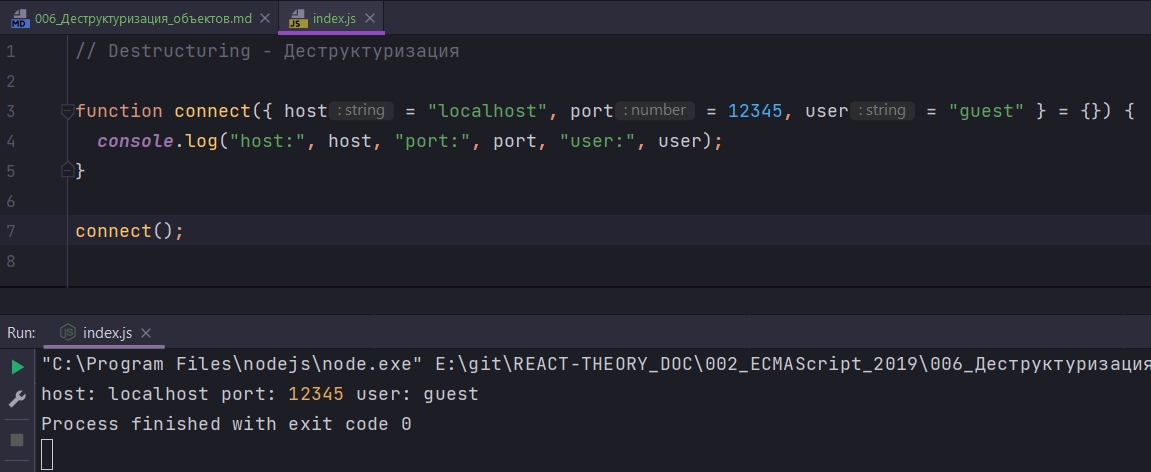 006_Деструктуризация_объектов.md index.js
1 // Destructuring - Деструктуризация
2
3 function connect({ host : string = "localhost", port : number = 12345, user : string = "guest" } = {}) {
4 console.log("host:", host, "port:", port, "user:", user);
5 }
6
7 connect();
8
Run: index.js
"C:\Program Files\nodejs\node.exe" E:\git\REACT-THEORY_DOC\002_ECMAScript_2019\006_Деструктуризация
host: localhost port: 12345 user: guest
Process finished with exit code 0